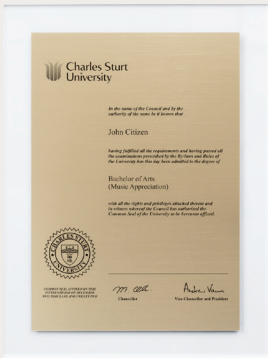 Charles Sturt
University
In the name of the Council and by the
authority of the same be it known that
John Citizen
having fulfilled all the requirements and having passed all
the examinations prescribed by the By-laws and Rules of
the University has this day been admitted to the degree of
Bachelor of Arts
(Music Appreciation)
with all the rights and privileges attached thereto and
in witness whereof the Council has authorised the
Common Seal of the University to be hereunto affixed.
CHARLES STURT
UNIVERSITY
Chancellor
Vice-Chancellor and President